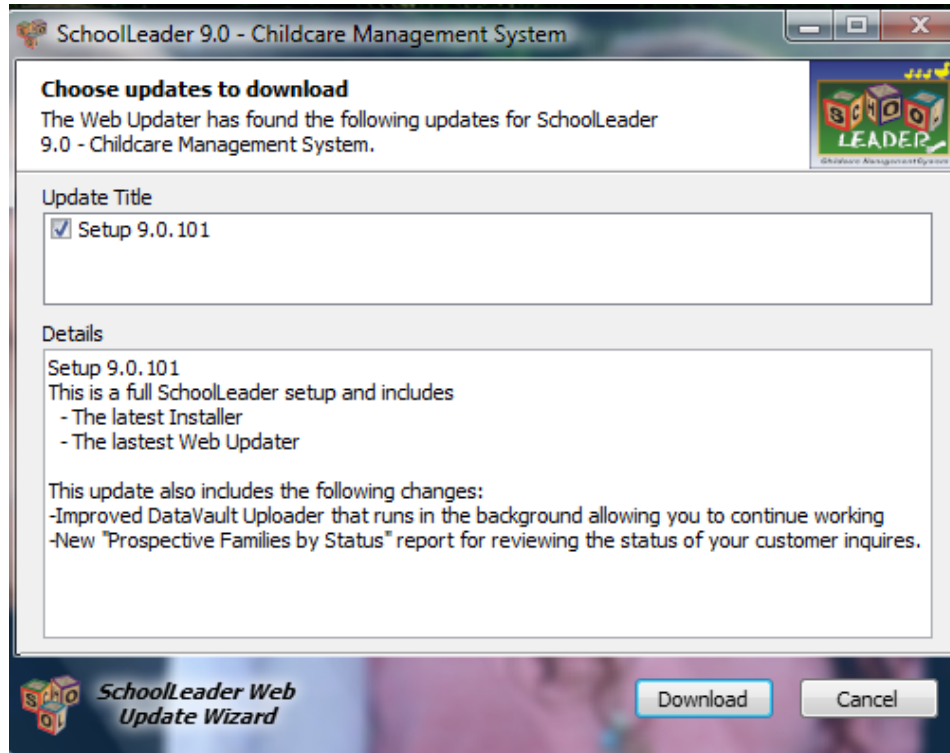 SchoolLeader 9.0 - Childcare Management System
Choose updates to download
The Web Updater has found the following updates for SchoolLeader
9.0 - Childcare Management System.
SCHOOL
LEADER
Childcare Management System
Update Title
Setup 9.0.101
Details
Setup 9.0.101
This is a full SchoolLeader setup and includes
- The latest Installer
- The lastest Web Updater
This update also includes the following changes:
-Improved DataVault Uploader that runs in the background allowing you to continue working
-New "Prospective Families by Status" report for reviewing the status of your customer inquires.
SchoolLeader Web
Update Wizard
Download
Cancel